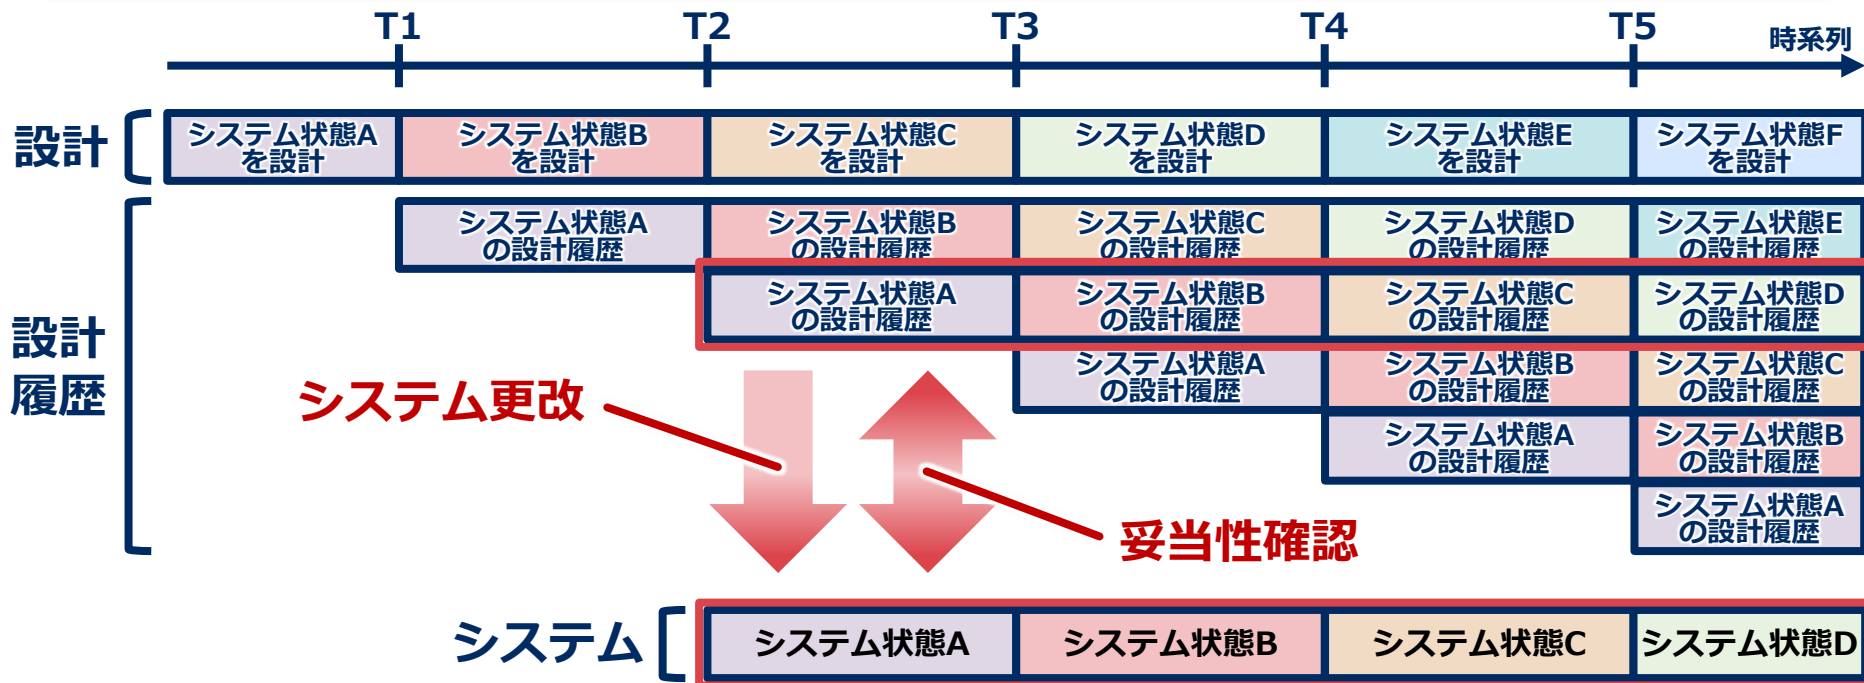 T1 T2 T3 T4 T5 時系列
設計
システム状態A
を設計
システム状態B
を設計
システム状態C
を設計
システム状態D
を設計
システム状態E
を設計
システム状態F
を設計
設計
履歴
システム状態A
の設計履歴
システム状態B
の設計履歴
システム状態C
の設計履歴
システム状態D
の設計履歴
システム状態E
の設計履歴
システム状態A
の設計履歴
システム状態B
の設計履歴
システム状態C
の設計履歴
システム状態D
の設計履歴
システム状態A
の設計履歴
システム状態B
の設計履歴
システム状態C
の設計履歴
システム状態A
の設計履歴
システム状態B
の設計履歴
システム状態A
の設計履歴
システム更改
妥当性確認
システム
システム状態A
システム状態B
システム状態C
システム状態D